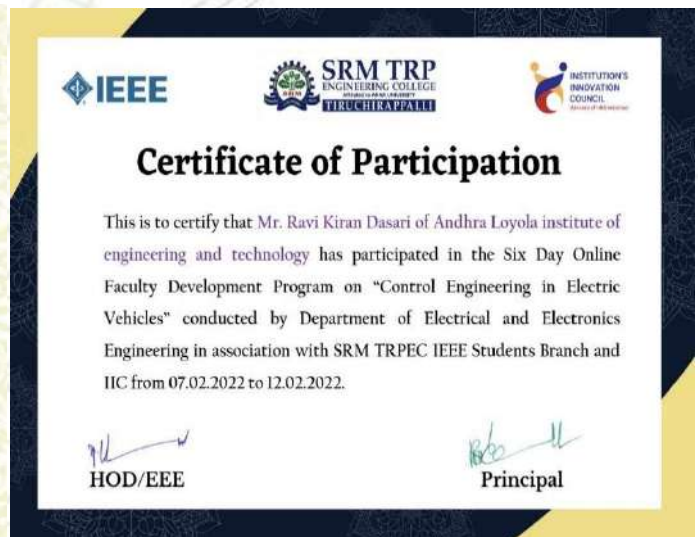 IEEE
SRM TRP
ENGINEERING COLLEGE
TIRUCHIRAPPALLI
INSTITUTION'S
INNOVATION
COUNCIL
Certificate of Participation
This is to certify that Mr. Ravi Kiran Dasari of Andhra Loyola institute of
engineering and technology has participated in the Six Day Online
Faculty Development Program on “Control Engineering in Electric
Vehicles” conducted by Department of Electrical and Electronics
Engineering in association with SRM TRPEC IEEE Students Branch and
IIC from 07.02.2022 to 12.02.2022.
HOD/EEE
Principal